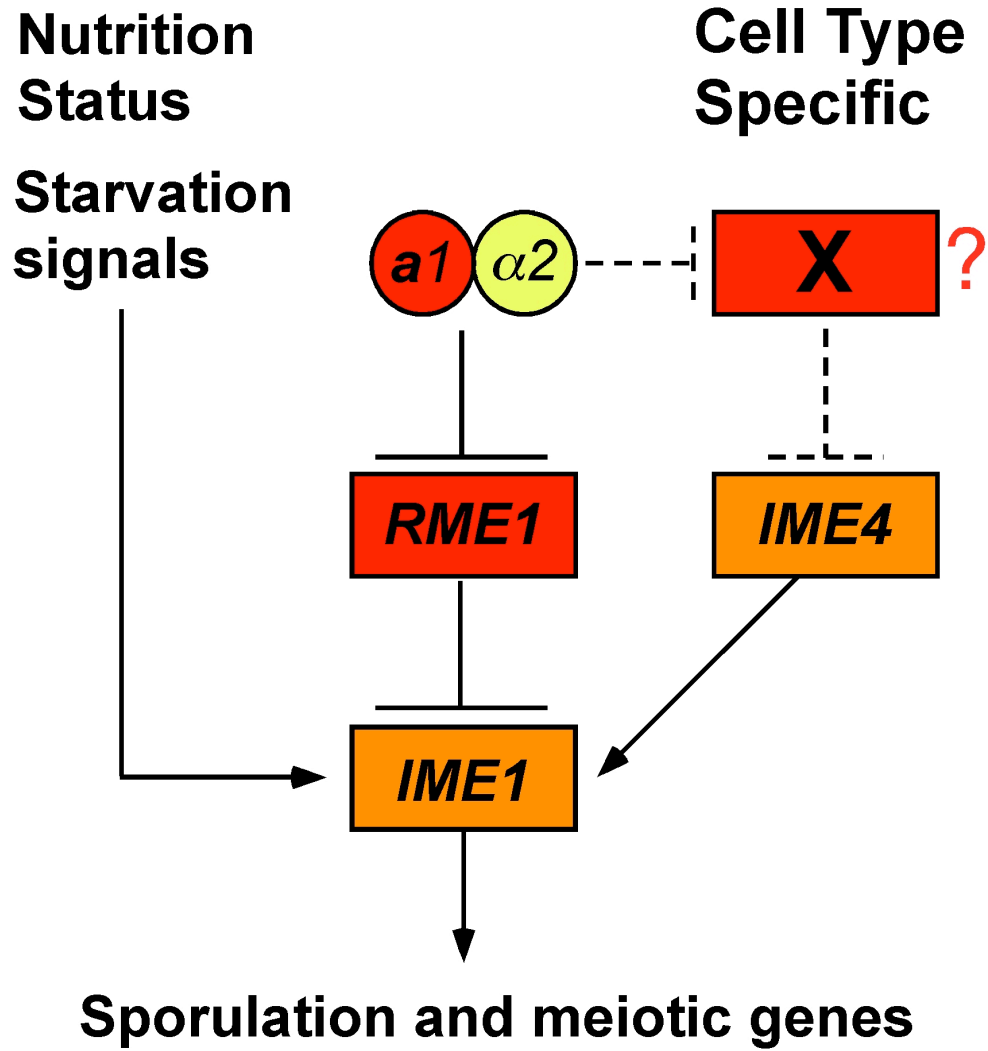 Nutrition
Status
Cell Type
Specific
Starvation
signals
a1
α2
X
?
RME1
IME4
IME1
Sporulation and meiotic genes